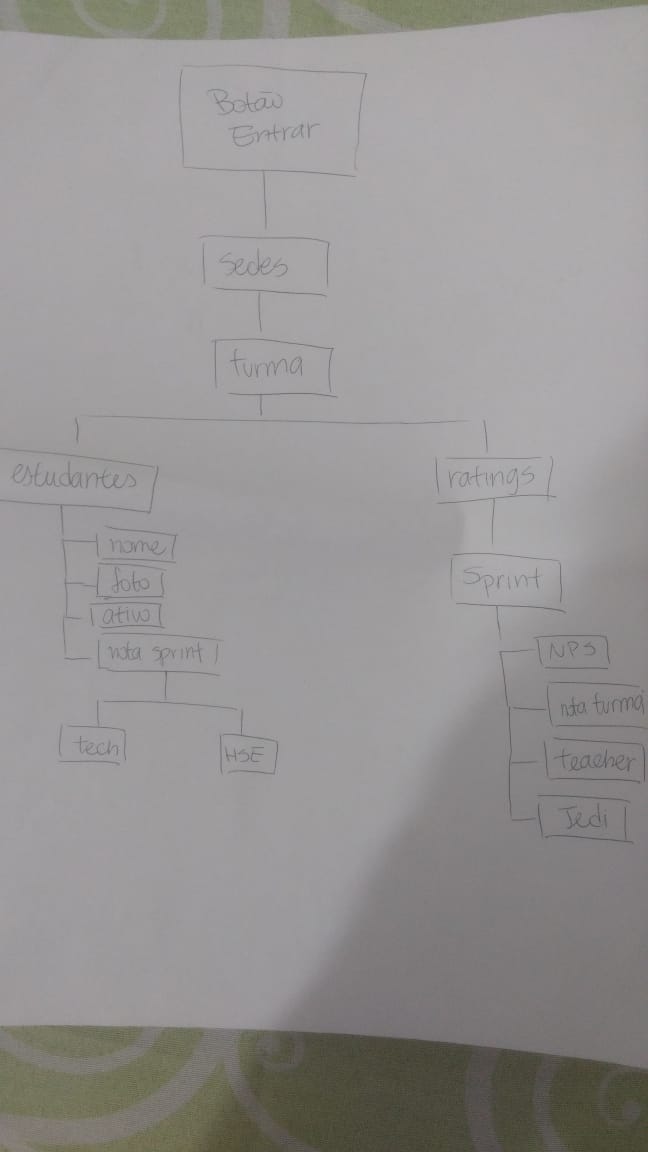 Botão
Entrar
Sedes
turma
estudantes
ratings
nome
foto
ativo
nota sprint
tech
HSE
Sprint
NPS
nota turma
teacher
Jedi